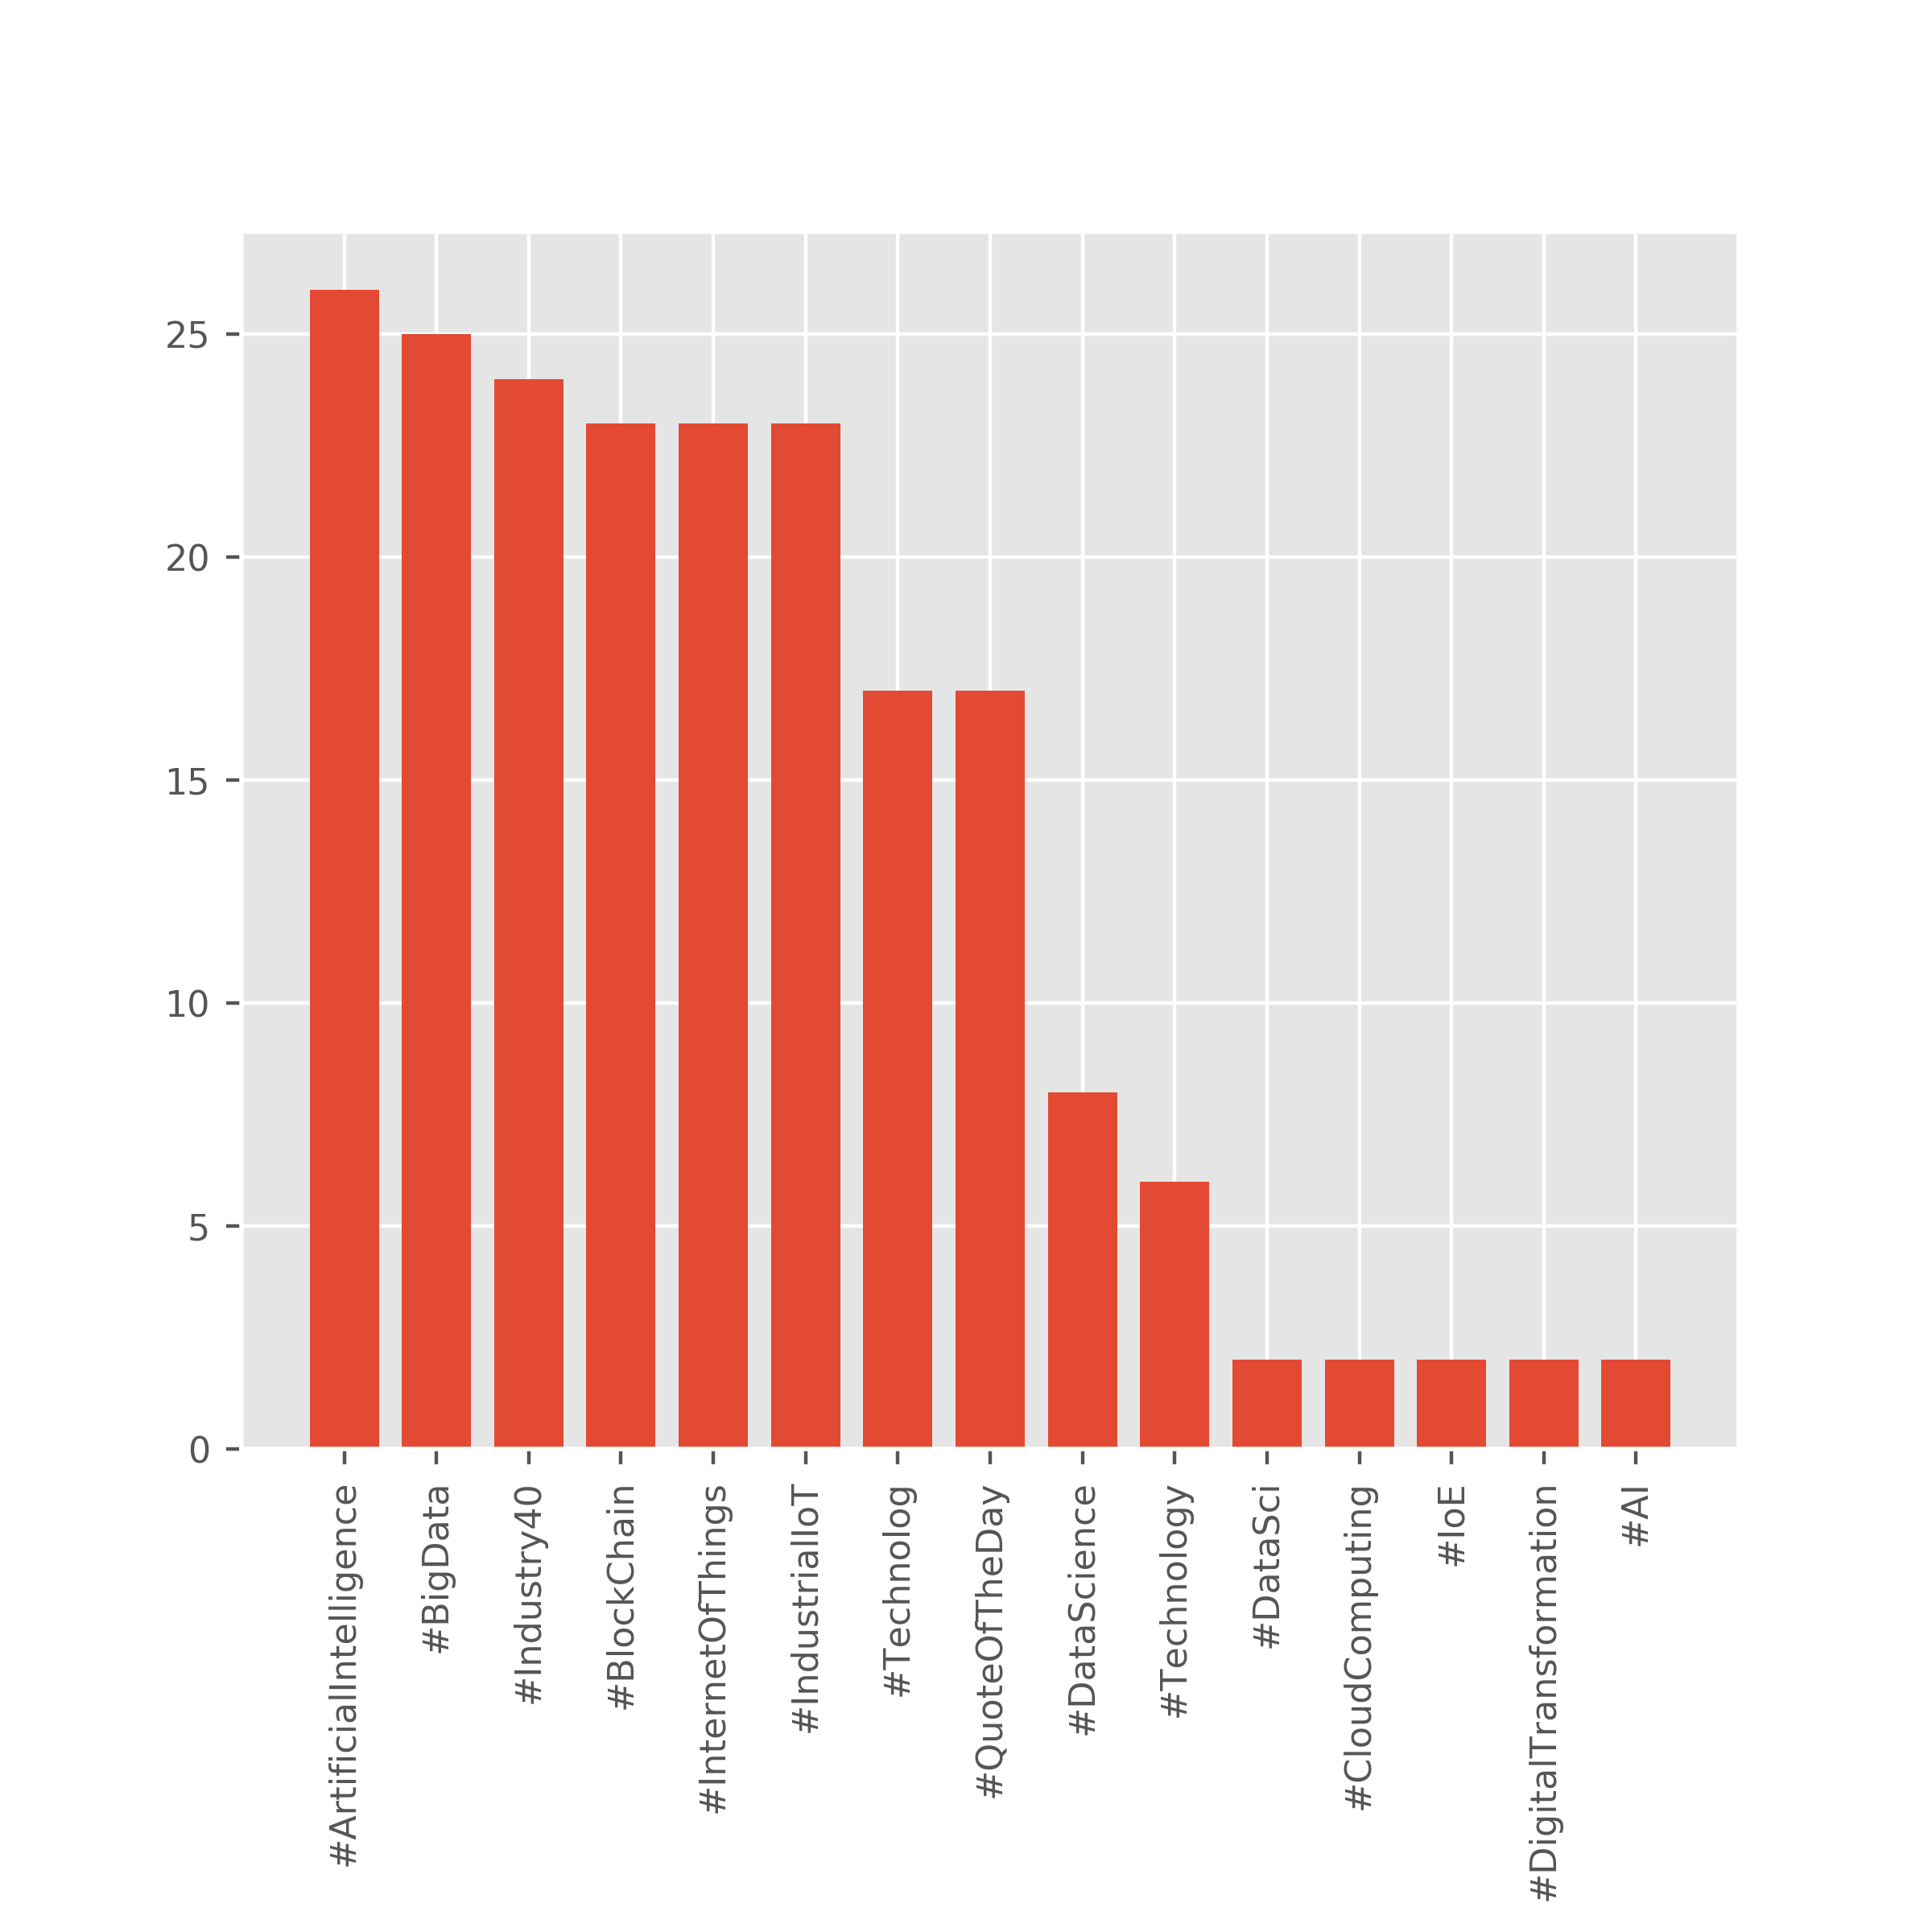 25
20
15
10
5
0
#ArtificialIntelligence
#BigData
#Industry40
#BlockChain
#InternetOfThings
#IndustrialIoT
#Technolog
#QuoteOfTheDay
#DataScience
#Technology
#DataSci
#CloudComputing
#IoE
#DigitalTransformation
#AI